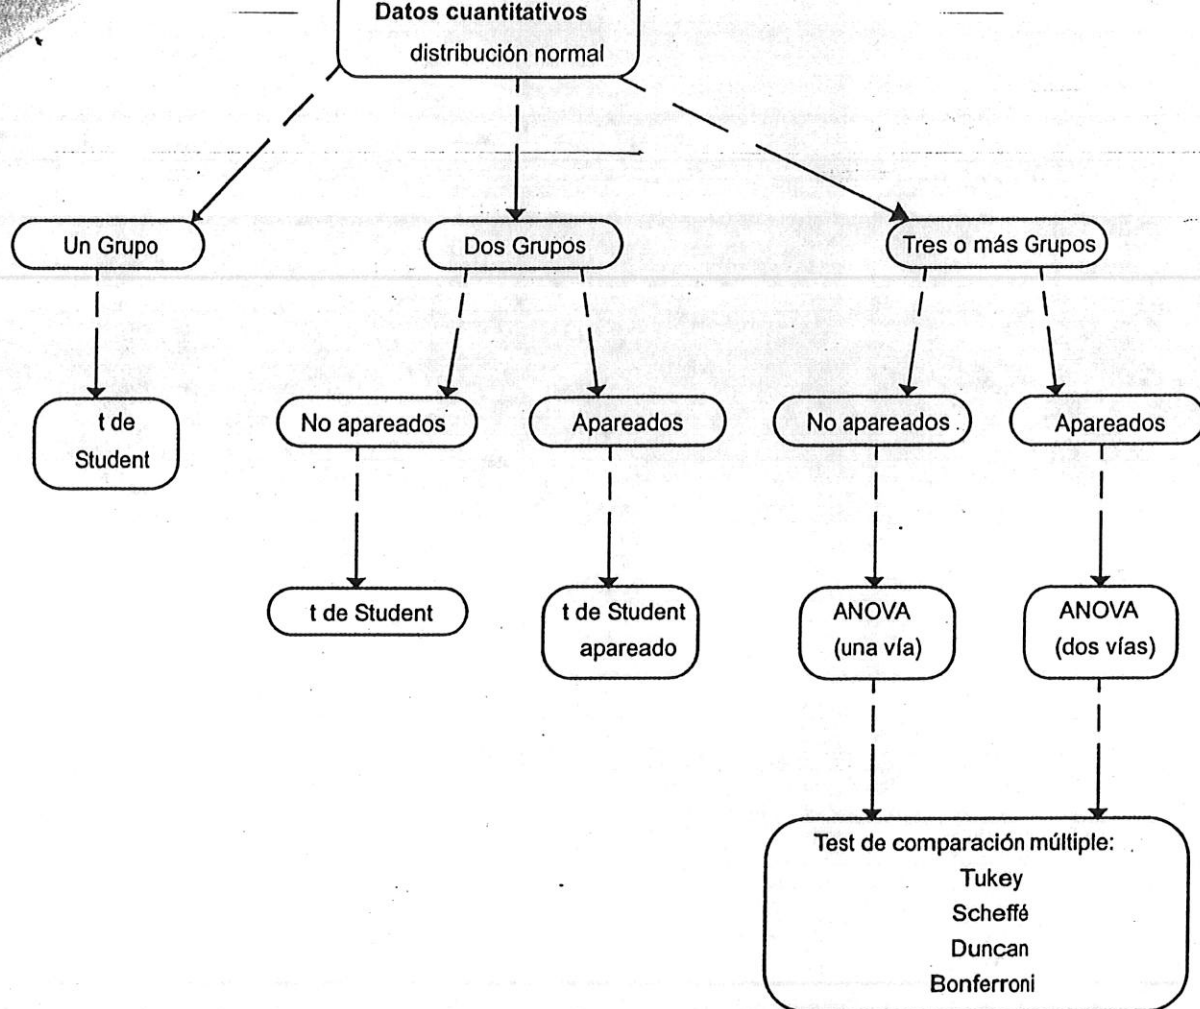 Datos cuantitativos
distribución normal
Un Grupo
Dos Grupos
Tres o más Grupos
t de
Student
No apareados
Apareados
No apareados
Apareados
t de Student
t de Student
apareado
ANOVA
(una vía)
ANOVA
(dos vías)
Test de comparación múltiple:
Tukey
Scheffé
Duncan
Bonferroni